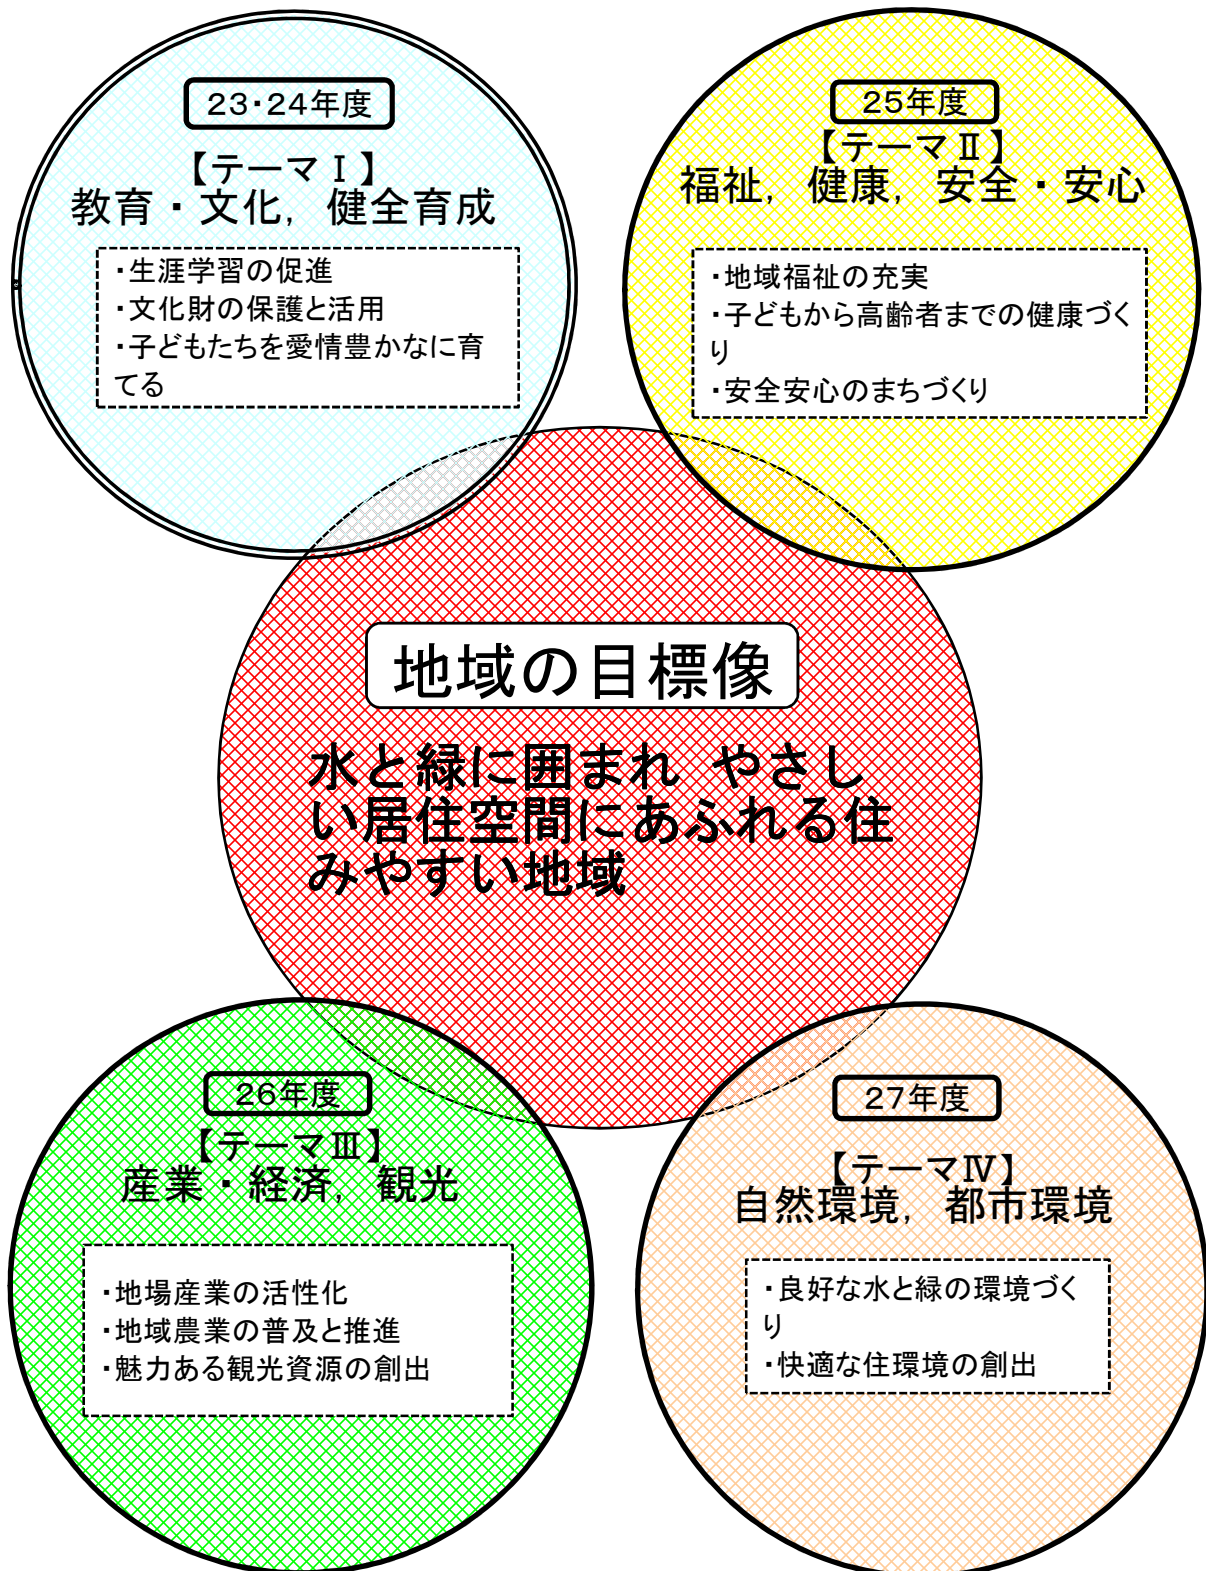 23・24年度
【テーマⅠ】
教育・文化，健全育成
・生涯学習の促進
・文化財の保護と活用
・子どもたちを愛情豊かなに育
てる
25年度
【テーマⅡ】
福祉，健康，安全・安心
・地域福祉の充実
・子どもから高齢者までの健康づく
り
・安全安心のまちづくり
地域の目標像
水と緑に囲まれ　やさし
い居住空間にあふれる住
みやすい地域
26年度
【テーマⅢ】
産業・経済，観光
・地場産業の活性化
・地域農業の普及と推進
・魅力ある観光資源の創出
27年度
【テーマⅣ】
自然環境，都市環境
・良好な水と緑の環境づく
り
・快適な住環境の創出